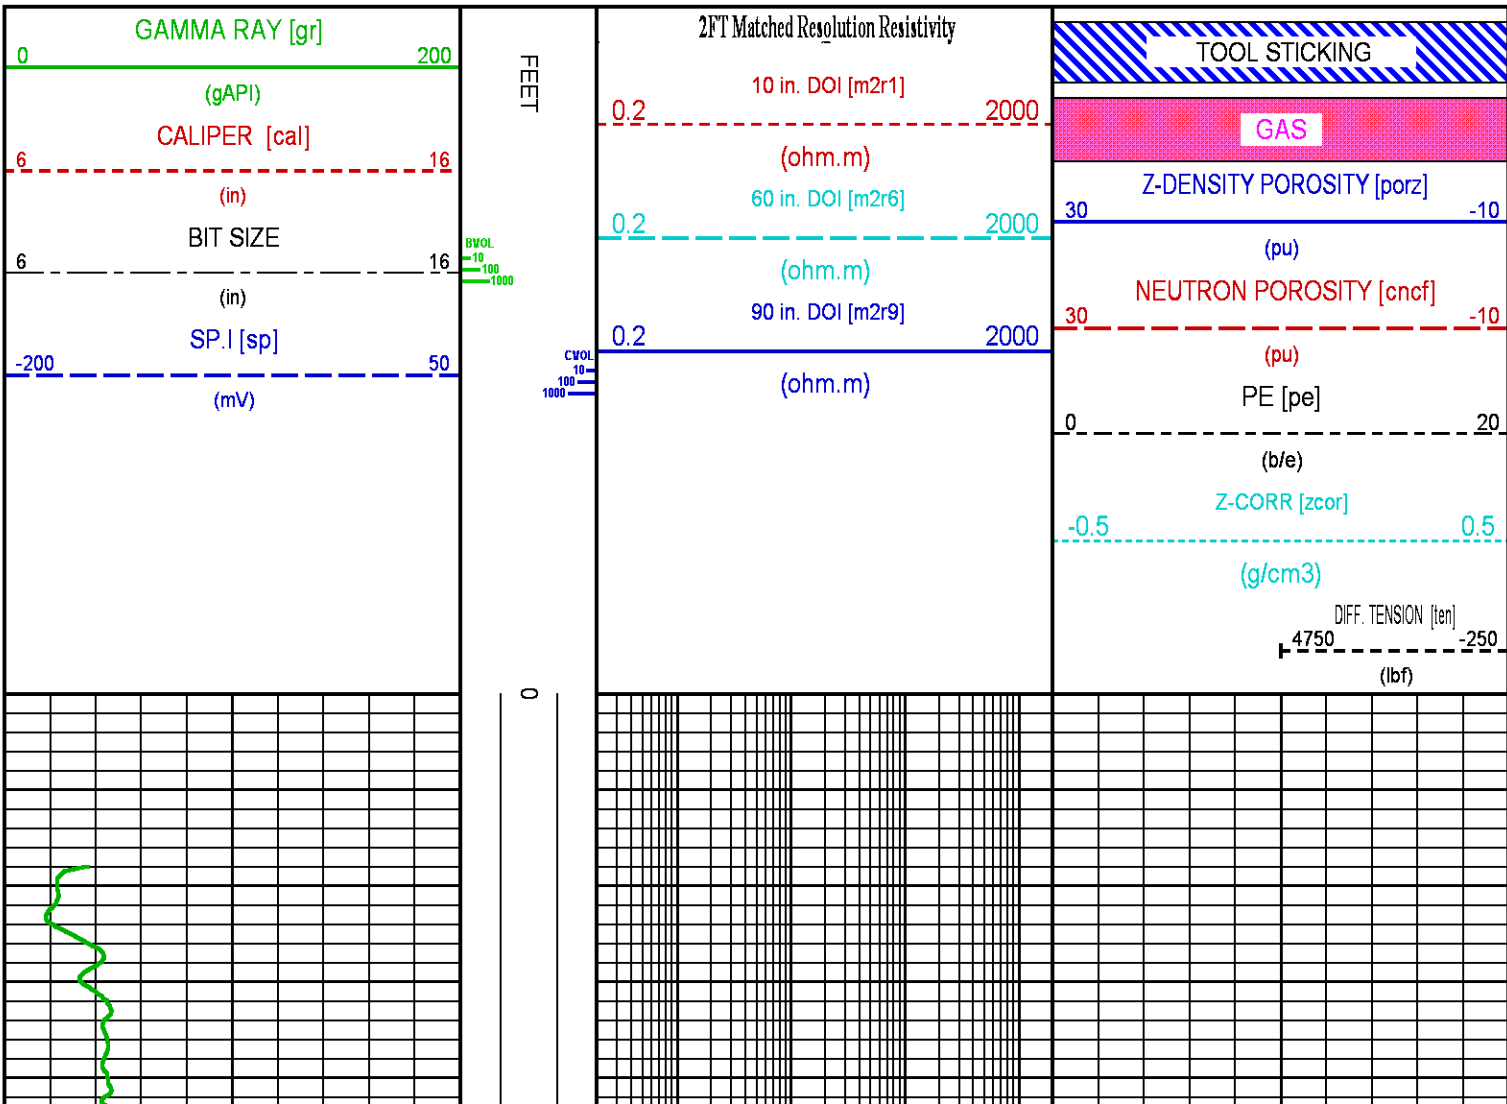 GAMMA RAY [gr]
0 200
(gAPI)
CALIPER [cal]
6 16
(in)
BIT SIZE
6 16
(in)
SP.I [sp]
-200 50
(mV)
FEET
BVOL
10
100
1000
CVOL
10
100
1000
0
2FT Matched Resolution Resistivity
10 in. DOI [m2r1]
0.2 2000
(ohm.m)
60 in. DOI [m2r6]
0.2 2000
(ohm.m)
90 in. DOI [m2r9]
0.2 2000
(ohm.m)
TOOL STICKING
GAS
Z-DENSITY POROSITY [porz]
30 -10
(pu)
NEUTRON POROSITY [cncf]
30 -10
(pu)
PE [pe]
0 20
(b/e)
Z-CORR [zcor]
-0.5 0.5
(g/cm3)
DIFF. TENSION [ten]
4750 -250
(lbf)